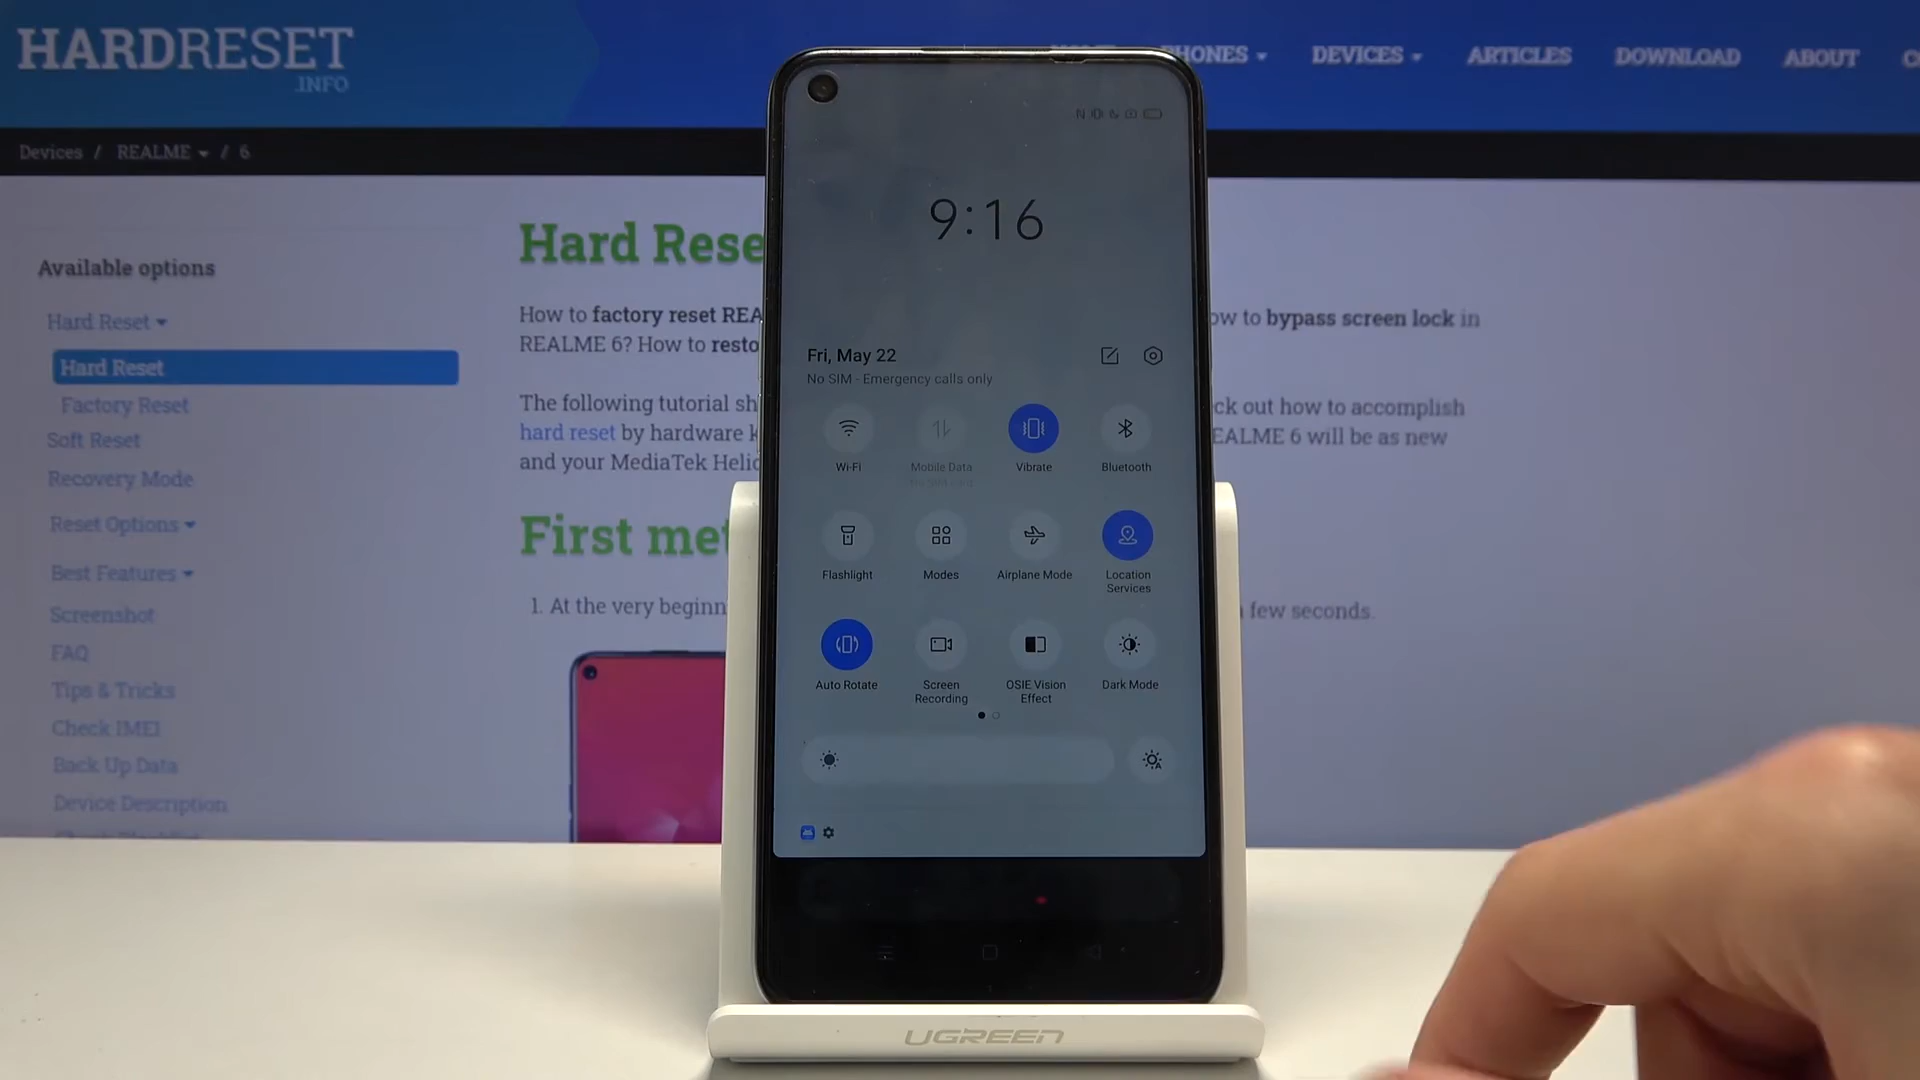 HARDRESET
.INFO
PHONES
DEVICES
ARTICLES
DOWNLOAD
ABOUT
Devices / REALME / 6
Available options
Hard Reset
Hard Reset
Factory Reset
Soft Reset
Recovery Mode
Reset Options
Best Features
Screenshot
FAQ
Tips & Tricks
Check IMEI
Back Up Data
Device Description
Hard Rese
How to factory reset REA
ow to bypass screen lock in
REALME 6? How to resto
The following tutorial sh
ck out how to accomplish
hard reset by hardware k
EALME 6 will be as new
and your MediaTek Helio
First met
1. At the very beginn
a few seconds.
9:16
Fri, May 22
No SIM - Emergency calls only
Wi-Fi
Mobile Data
No SIM card
Vibrate
Bluetooth
Flashlight
Modes
Airplane Mode
Location
Services
Auto Rotate
Screen
Recording
OSIE Vision
Effect
Dark Mode
UGREEN